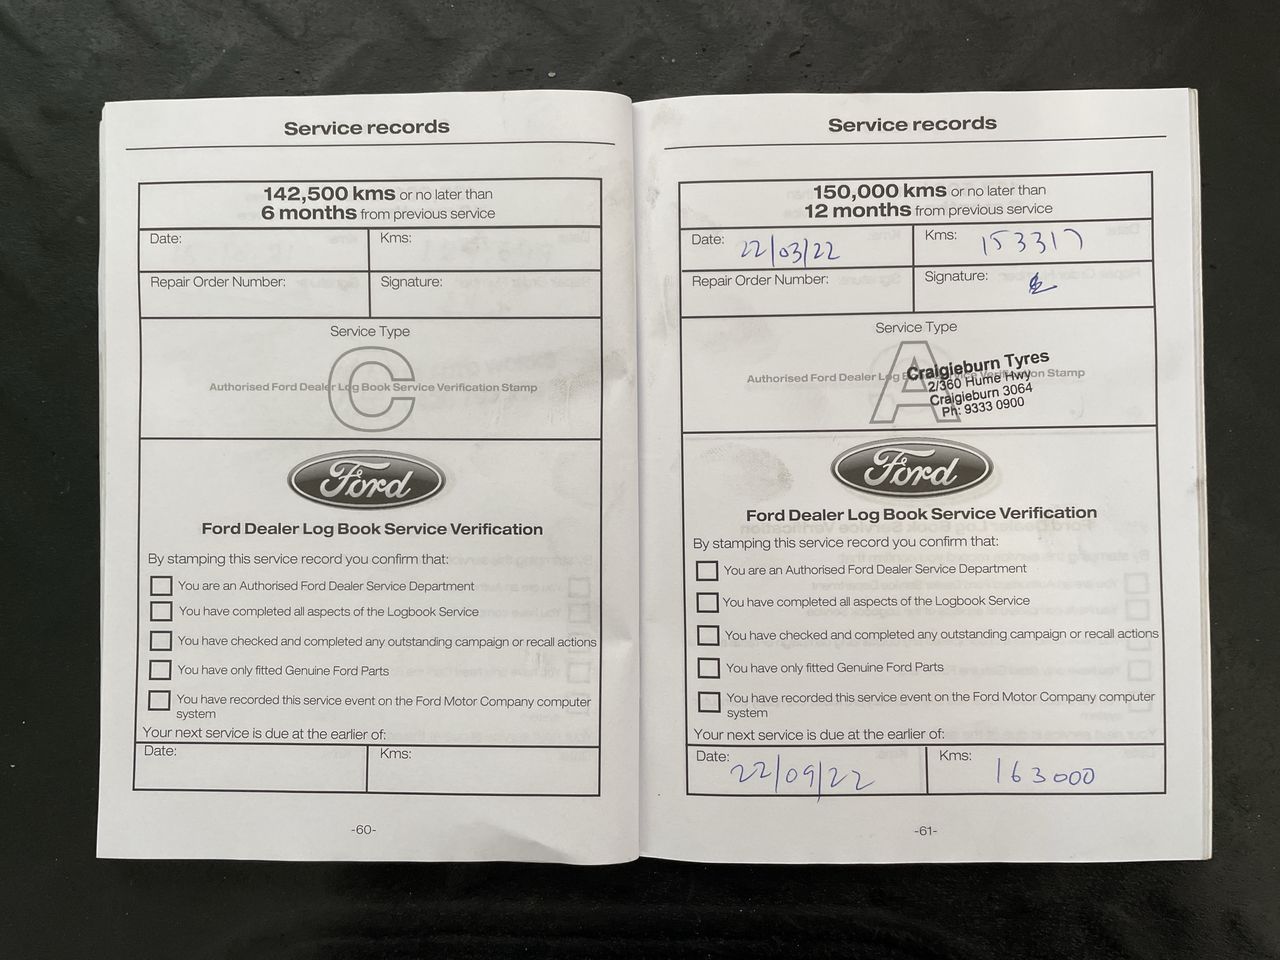 Service records
142,500 kms or no later than
6 months from previous service
Date:
Kms:
Repair Order Number:
Signature:
Service Type
C
Authorised Ford Dealer Log Book Service Verification Stamp
Ford
Ford Dealer Log Book Service Verification
By stamping this service record you confirm that:
You are an Authorised Ford Dealer Service Department
You have completed all aspects of the Logbook Service
You have checked and completed any outstanding campaign or recall actions
You have only fitted Genuine Ford Parts
You have recorded this service event on the Ford Motor Company computer
system
Your next service is due at the earlier of:
Date:
Kms:
-60-
Service records
150,000 kms or no later than
12 months from previous service
Date: 22/03/22
Kms: 153317
Repair Order Number:
Signature:
Service Type
A
Authorised Ford Dealer Log Book Service Verification Stamp
Craigieburn Tyres
2/360 Hume Hwy
Craigieburn 3064
Ph: 9333 0900
Ford
Ford Dealer Log Book Service Verification
By stamping this service record you confirm that:
You are an Authorised Ford Dealer Service Department
You have completed all aspects of the Logbook Service
You have checked and completed any outstanding campaign or recall actions
You have only fitted Genuine Ford Parts
You have recorded this service event on the Ford Motor Company computer
system
Your next service is due at the earlier of:
Date: 22/09/22
Kms: 163000
-61-